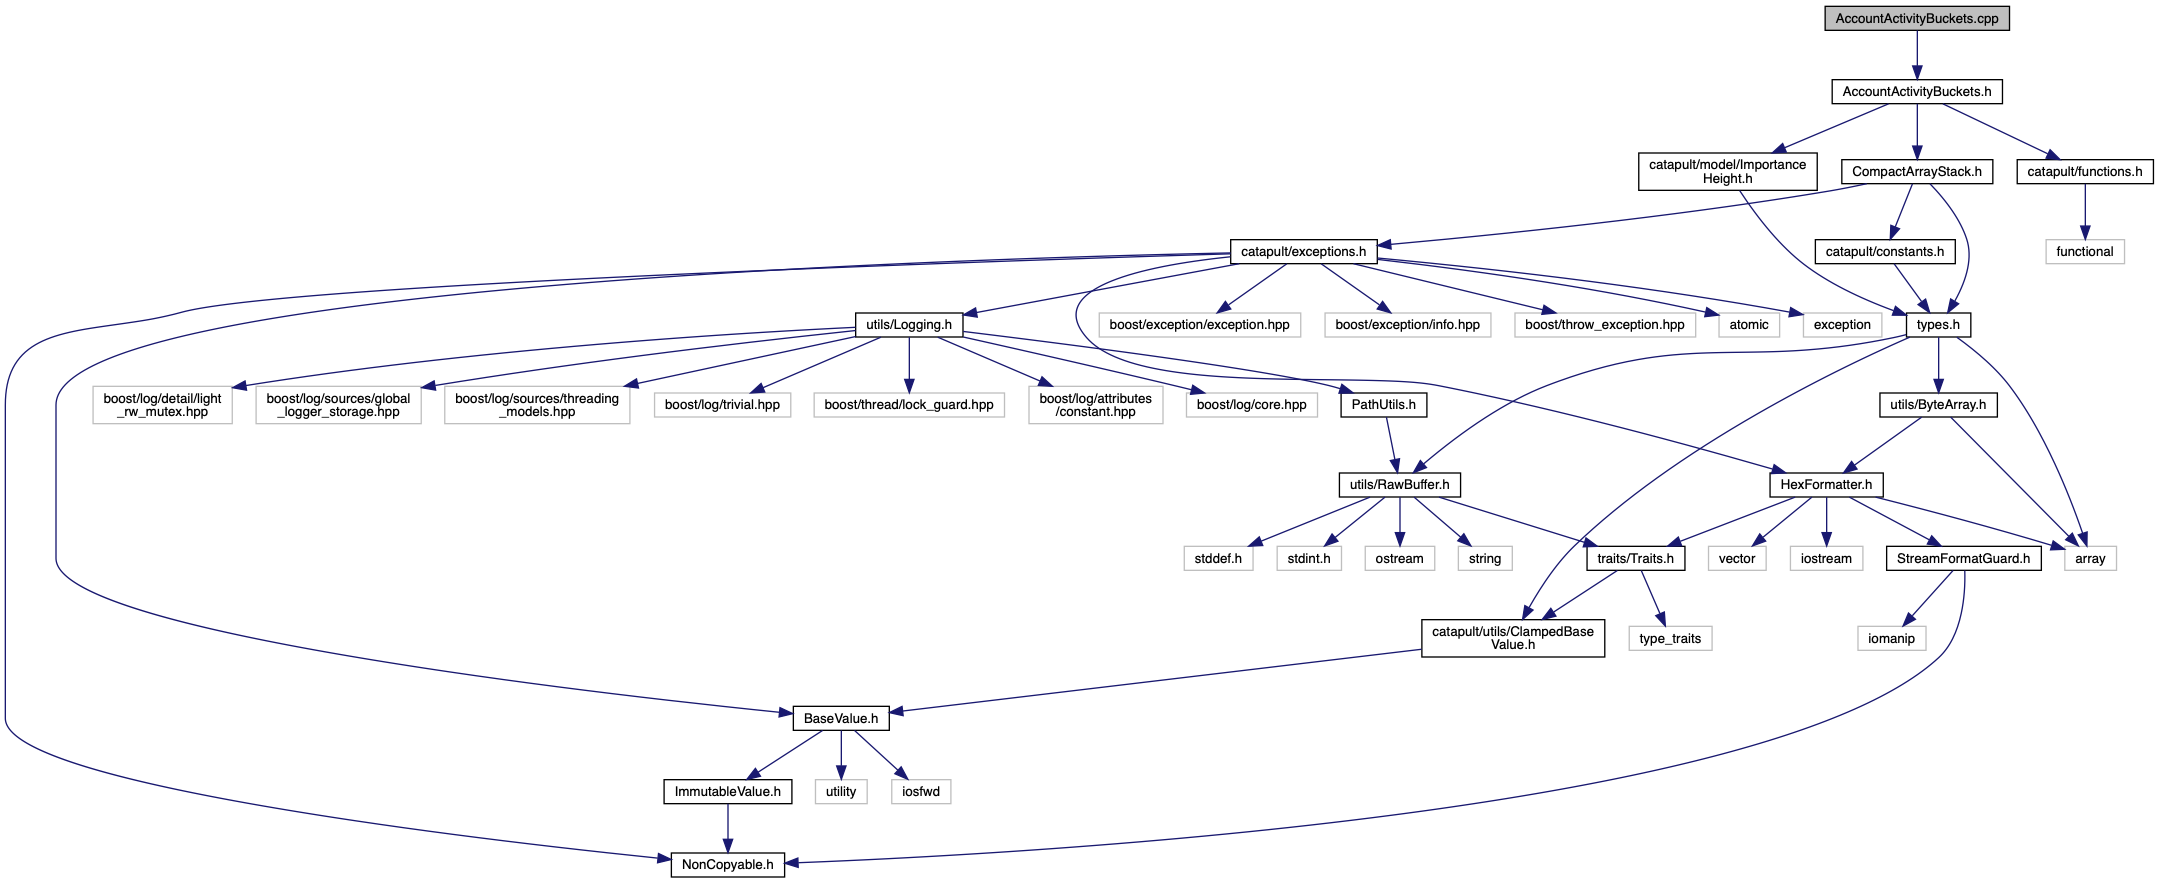 AccountActivityBuckets.cpp
AccountActivityBuckets.h
catapult/model/Importance
Height.h
CompactArrayStack.h
catapult/functions.h
catapult/exceptions.h
catapult/constants.h
functional
utils/Logging.h
boost/exception/exception.hpp
boost/exception/info.hpp
boost/throw_exception.hpp
atomic
exception
types.h
boost/log/detail/light
_rw_mutex.hpp
boost/log/sources/global
_logger_storage.hpp
boost/log/sources/threading
_models.hpp
boost/log/trivial.hpp
boost/thread/lock_guard.hpp
boost/log/attributes
/constant.hpp
boost/log/core.hpp
PathUtils.h
utils/ByteArray.h
utils/RawBuffer.h
HexFormatter.h
stddef.h
stdint.h
ostream
string
traits/Traits.h
vector
iostream
StreamFormatGuard.h
array
catapult/utils/ClampedBase
Value.h
type_traits
iomanip
BaseValue.h
ImmutableValue.h
utility
iosfwd
NonCopyable.h